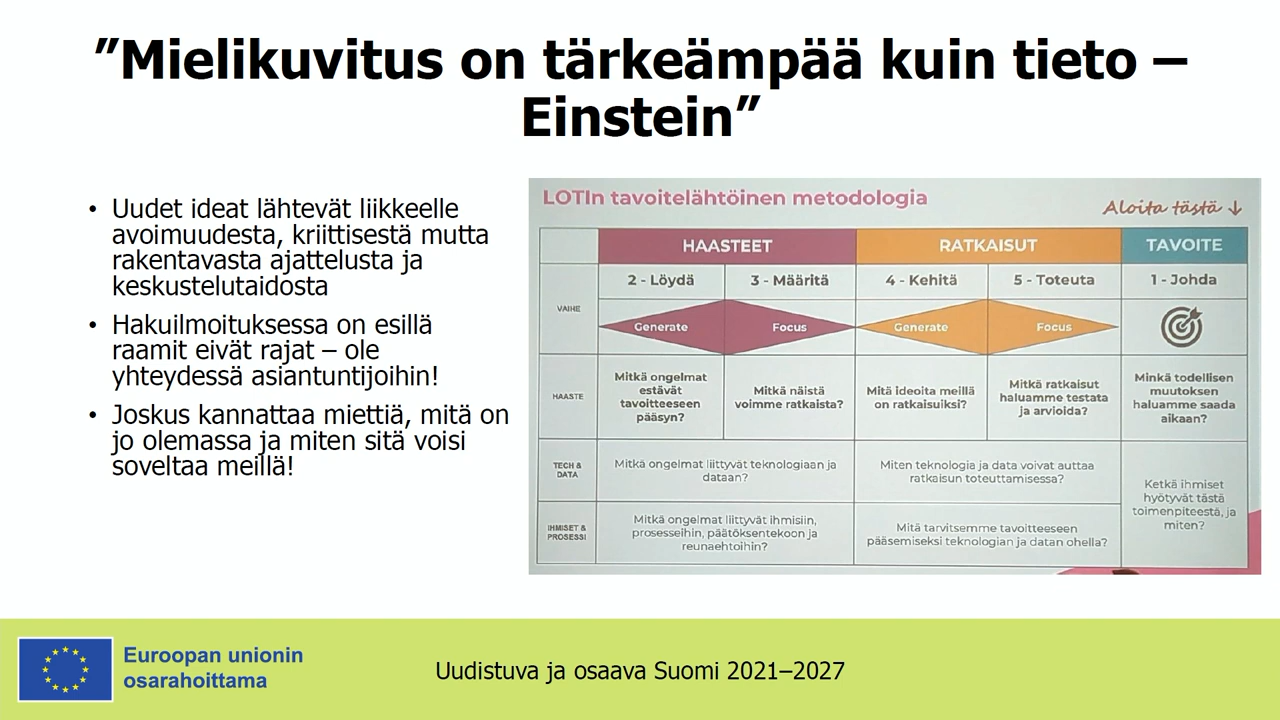 ”Mielikuvitus on tärkeämpää kuin tieto –
Einstein”
• Uudet ideat lähtevät liikkeelle
avoimuudesta, kriittisestä mutta
rakentavasta ajattelusta ja
keskustelutaidosta
• Hakuilmoituksessa on esillä
raamit eivät rajat – ole
yhteydessä asiantuntijoihin!
• Joskus kannattaa miettiä, mitä on
jo olemassa ja miten sitä voisi
soveltaa meillä!
LOTIn tavoitelähtöinen metodologia
Aloita tästä ↓
HAASTEET
RATKAISUT
TAVOITE
2 - Löydä
3 - Määritä
4 - Kehitä
5 - Toteuta
1 - Johda
VAIHE
Generate
Focus
Generate
Focus
HAASTE
Mitkä ongelmat
estävät
tavoitteeseen
pääsyn?
Mitkä näistä
voimme ratkaista?
Mitä ideoita meillä
on ratkaisuiksi?
Mitkä ratkaisut
haluamme testata
ja arvioida?
Minkä todellisen
muutoksen
haluamme saada
aikaan?
TECH &
DATA
Mitkä ongelmat liittyvät teknologiaan ja
dataan?
Miten teknologia ja data voivat auttaa
ratkaisun toteuttamisessa?
Ketkä ihmiset
hyötyvät tästä
toimenpiteestä, ja
miten?
IHMISET &
PROSESSI
Mitkä ongelmat liittyvät ihmisiin,
prosesseihin, päätöksentekoon ja
reunaehtoihin?
Mitä tarvitsemme tavoitteeseen
pääsemiseksi teknologian ja datan ohella?
Euroopan unionin
osarahoittama
Uudistuva ja osaava Suomi 2021–2027